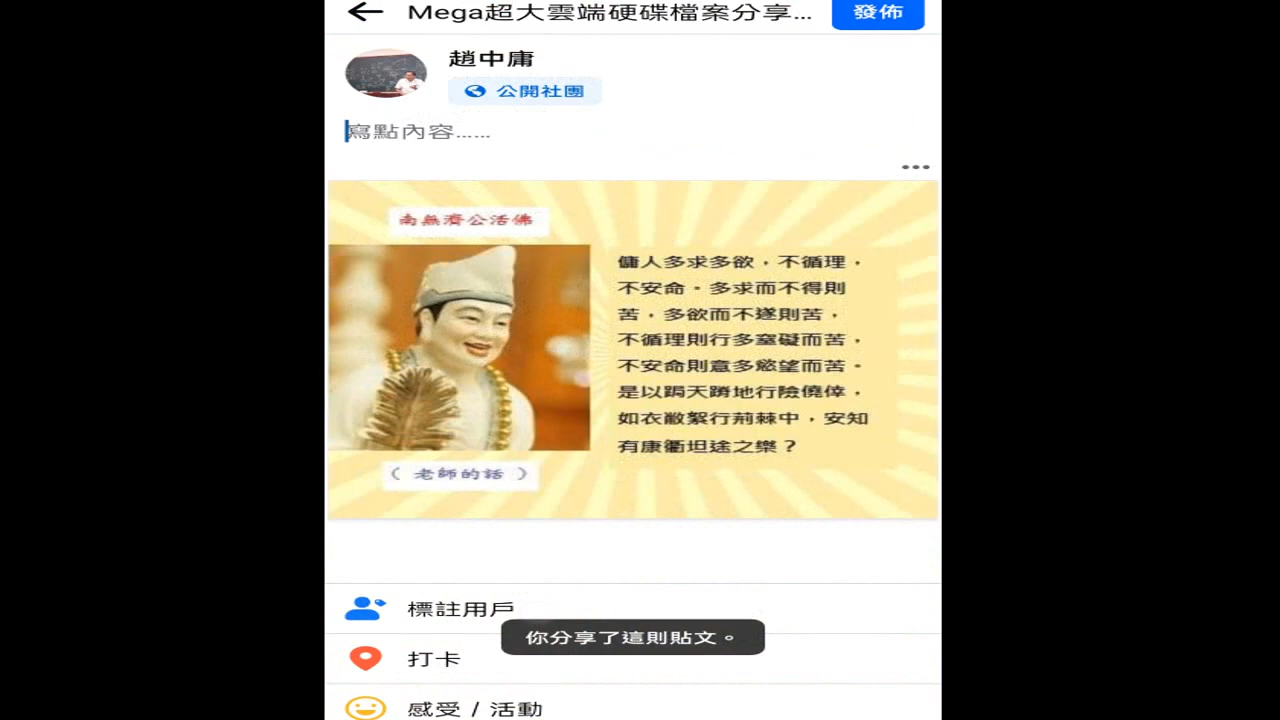 Mega超大雲端硬碟檔案分享...
發佈
趙中庸
公開社團
寫點內容……
南無濟公活佛
傭人多求多欲，不循理，
不安命。多求而不得則
苦，多欲而不遂則苦，
不循理則行多窒礙而苦，
不安命則意多慾望而苦。
是以跼天蹐地行險僥倖，
如衣敝絮行荊棘中，安知
有康衢坦途之樂？
（ 老師的話 ）
標註用戶
你分享了這則貼文。
打卡
感受 / 活動